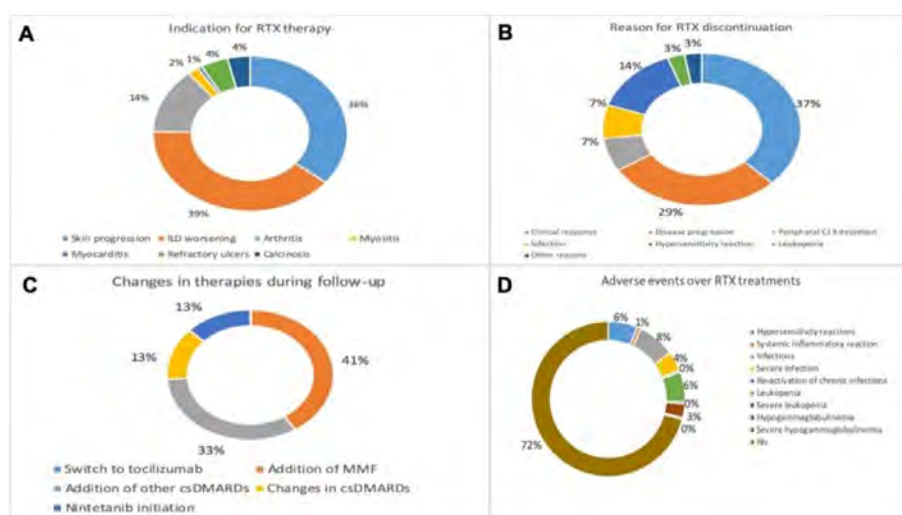 A
Indication for RTX therapy
2% 1% 4% 4%
14%
36%
39%
Skin progression ILD worsening Arthritis Myositis
Myocarditis Refractory ulcers Calcinosis
B
Reason for RTX discontinuation
3% 3%
14%
37%
7%
7%
29%
Clinical response Disease progression Peripheral
Infection Hypersensitivity reaction Leukopenia
Other reasons
C
Changes in therapies during follow-up
13%
41%
13%
33%
Switch to tocilizumab Addition of MMF
Addition of other csDMARDs Changes in csDMARDs
Nintetanib initiation
D
Adverse events over RTX treatments
6% 1%
8%
4%
0%
6%
0%
3%
0%
72%
Hypersensitivity reactions
Systemic inflammatory reaction
Infections
Severe infection
Re-activation of chronic infections
Leukopenia
Severe leukopenia
Hypogammaglobulinemia
Severe hypogammaglobulinemia
No